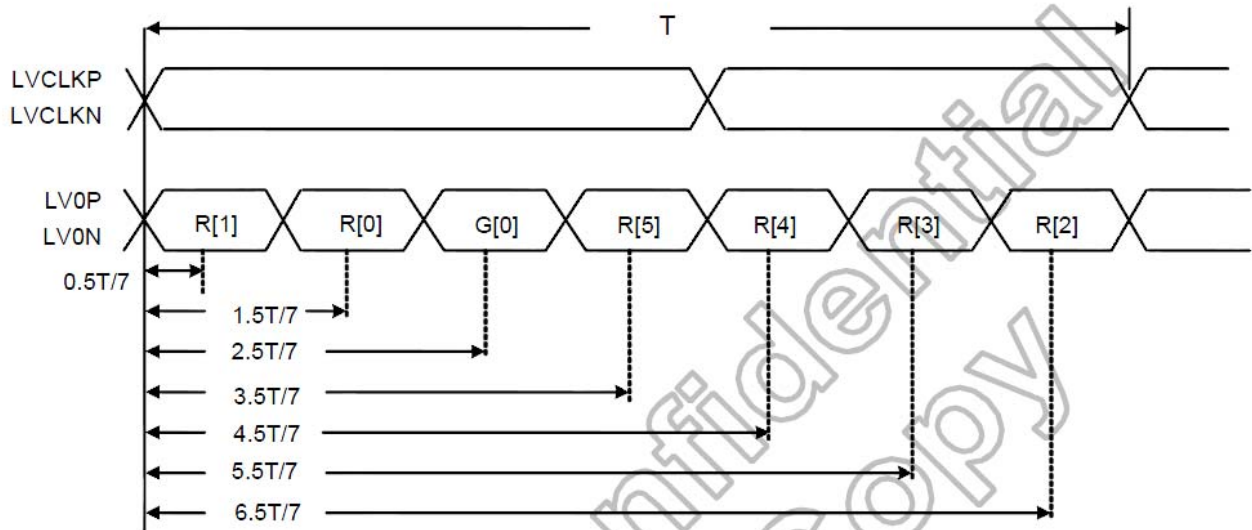 T
LVCLKP
LVCLKN
LV0P
LV0N
R[1] R[0] G[0] R[5] R[4] R[3] R[2]
0.5T/7
1.5T/7
2.5T/7
3.5T/7
4.5T/7
5.5T/7
6.5T/7
nfidential
Copy